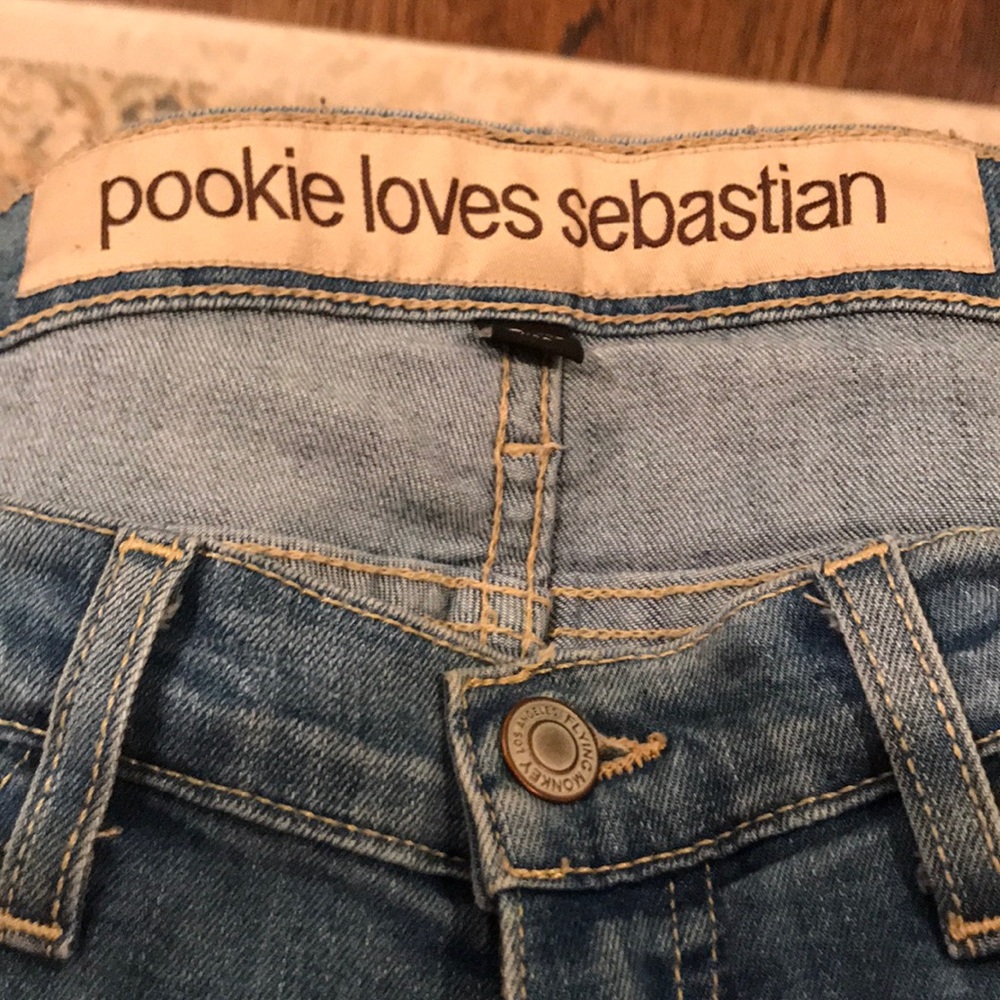 pookie loves sebastian
LOS ANGELES FLYING MONKEY